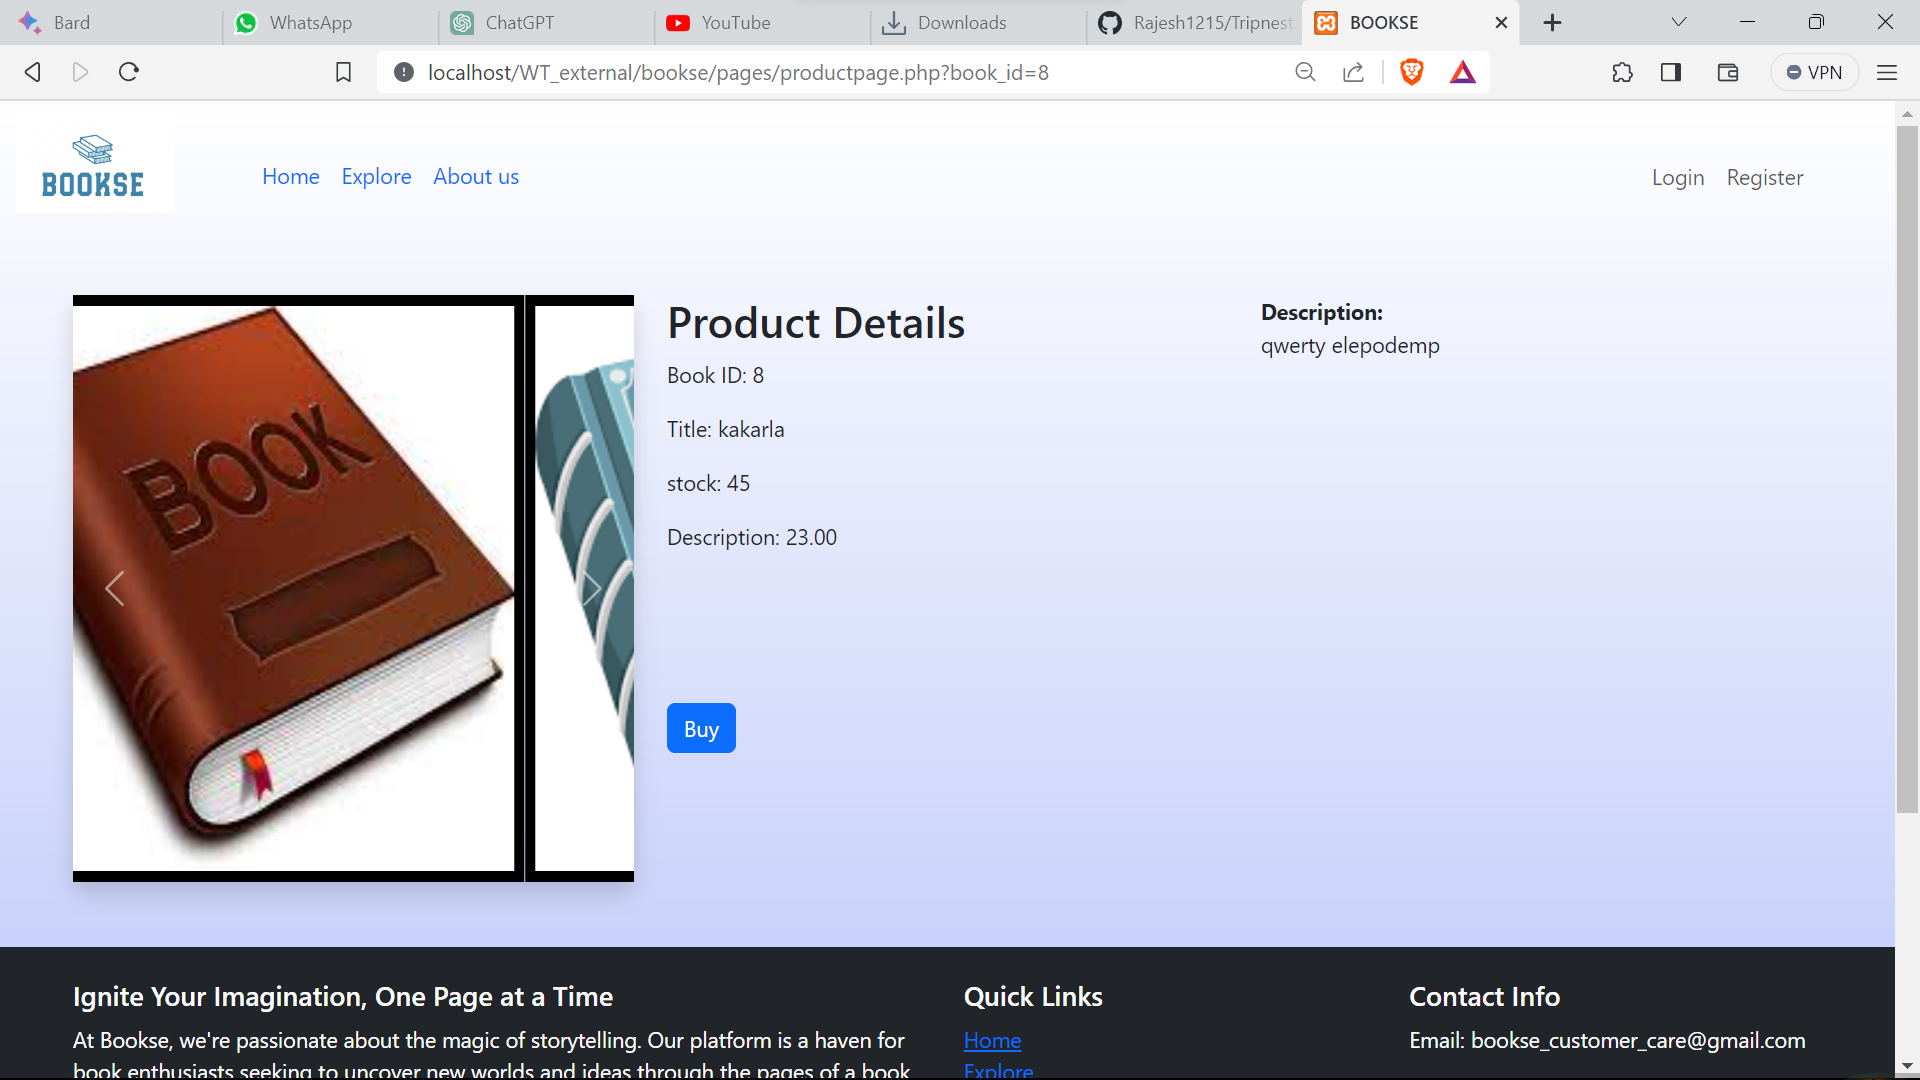 Bard
WhatsApp
ChatGPT
YouTube
Downloads
Rajesh1215/Tripnest
BOOKSE
localhost/WT_external/bookse/pages/productpage.php?book_id=8
VPN
BOOKSE
Home
Explore
About us
Login
Register
BOOK
Product Details
Book ID: 8
Title: kakarla
stock: 45
Description: 23.00
Buy
Description:
qwerty elepodemp
Ignite Your Imagination, One Page at a Time
At Bookse, we're passionate about the magic of storytelling. Our platform is a haven for
book enthusiasts seeking to uncover new worlds and ideas through the pages of a book
Quick Links
Home
Explore
Contact Info
Email: bookse_customer_care@gmail.com